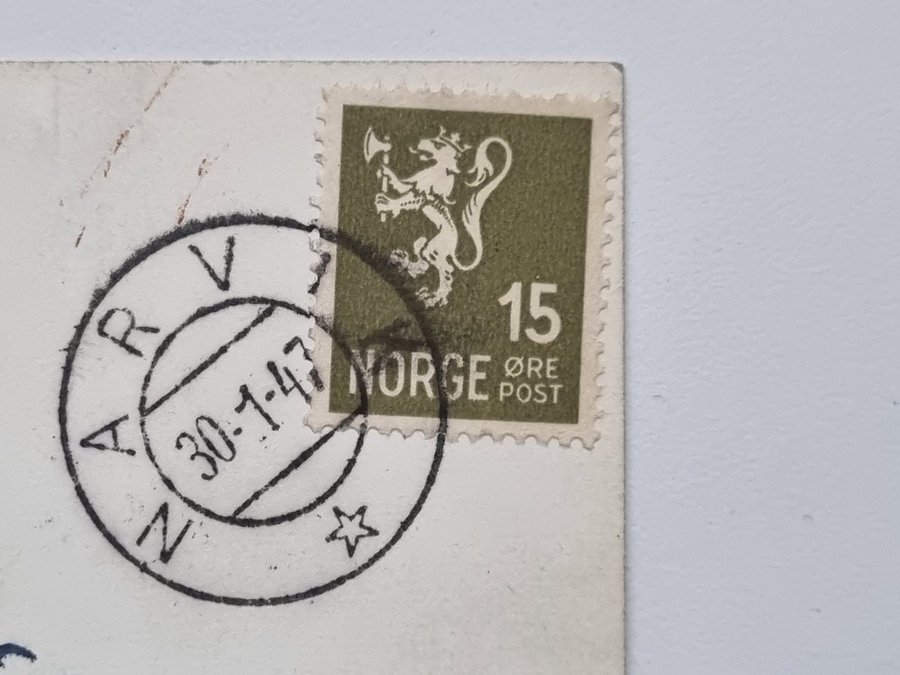 NARVIK
30-1-47
15
NORGE ØRE
POST